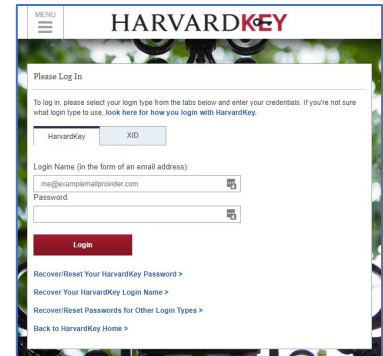 MENU
HARVARDKEY
Please Log In
To log in, please select your login type from the tabs below and enter your credentials. If you're not sure
what login type to use, look here for how you login with HarvardKey.
HarvardKey XID
Login Name (in the form of an email address):
me@examplemailprovider.com
Password:
Login
Recover/Reset Your HarvardKey Password >
Recover Your HarvardKey Login Name >
Recover/Reset Passwords for Other Login Types >
Back to HarvardKey Home >